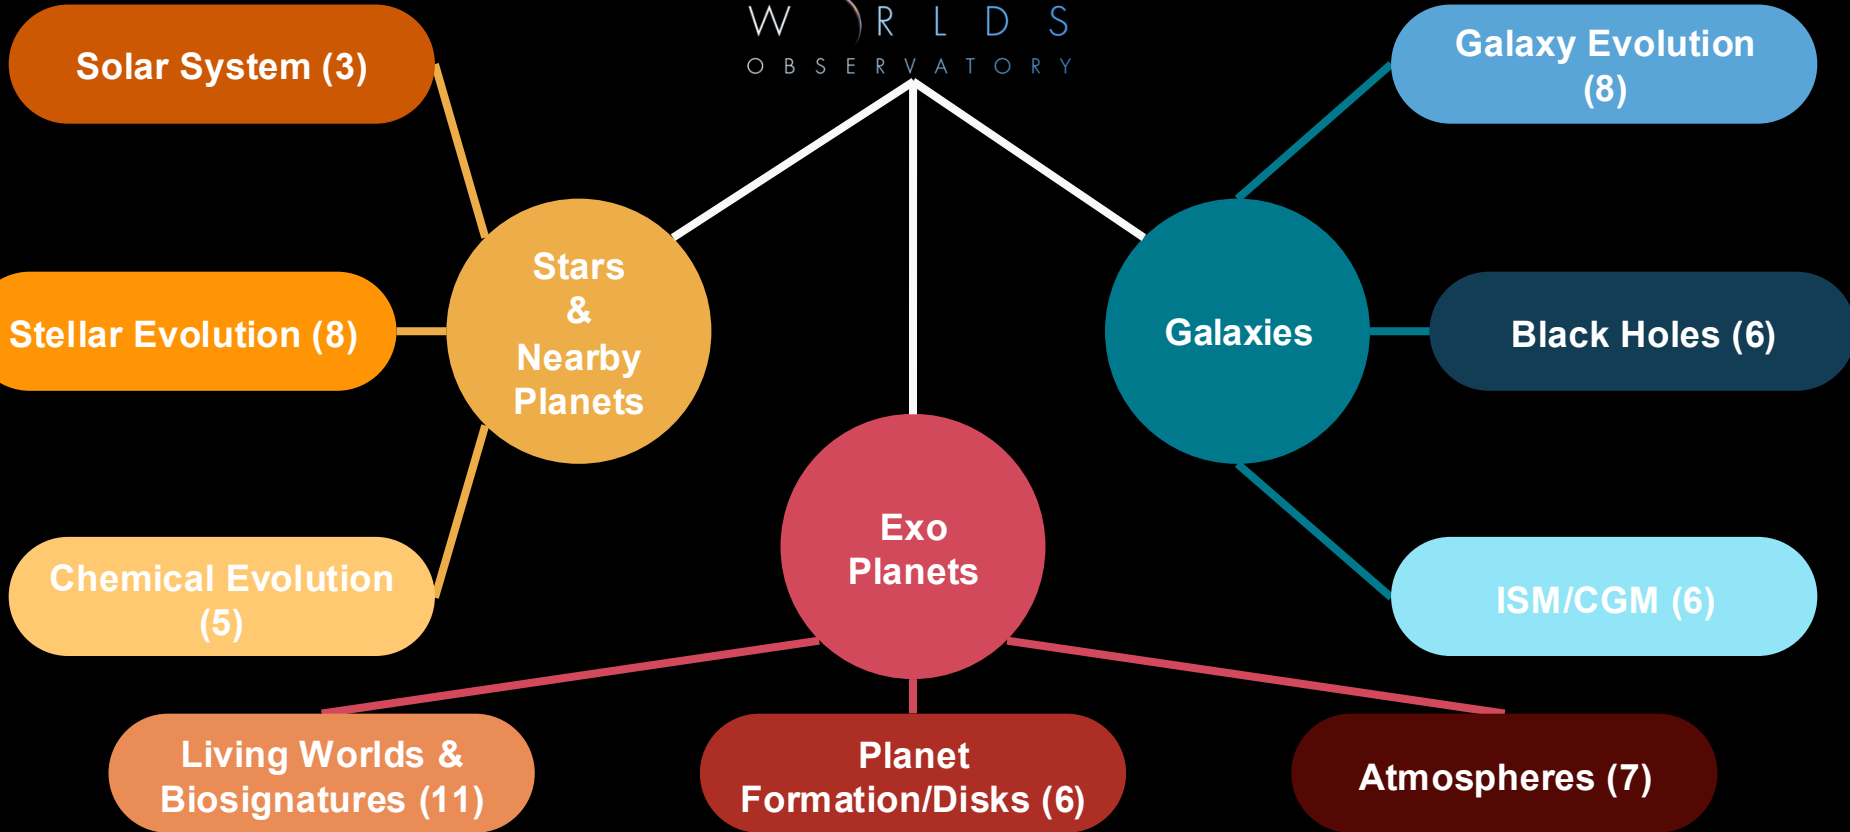 W RLDS
OBSERVATORY
Solar System (3)
Galaxy Evolution
(8)
Stars
&
Nearby
Planets
Stellar Evolution (8)
Galaxies
Black Holes (6)
Exo
Planets
Chemical Evolution
(5)
ISM/CGM (6)
Living Worlds &
Biosignatures (11)
Planet
Formation/Disks (6)
Atmospheres (7)